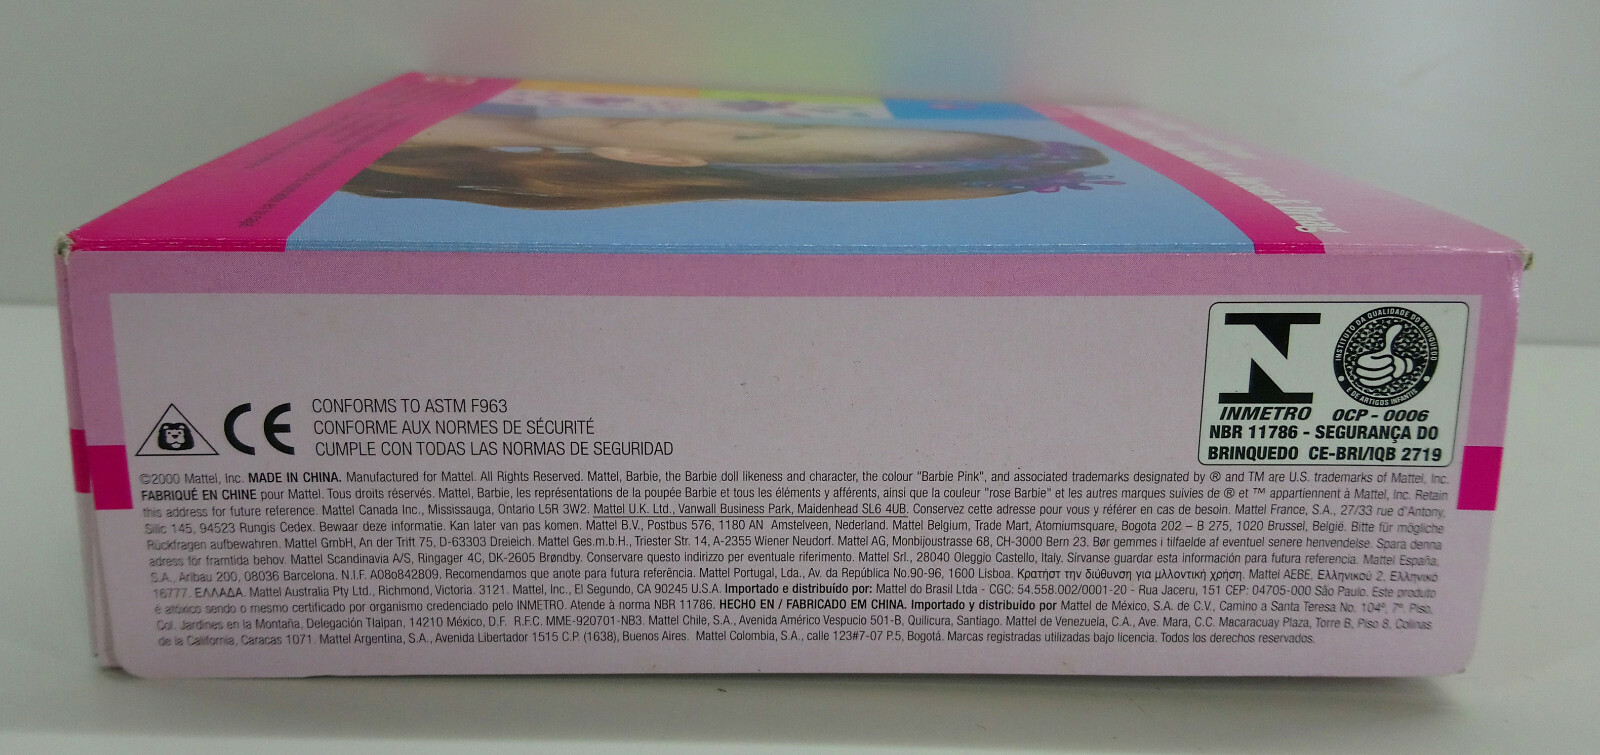 CE
CONFORMS TO ASTM F963
CONFORME AUX NORMES DE SÉCURITÉ
CUMPLE CON TODAS LAS NORMAS DE SEGURIDAD
INSTITUTO DA QUALIDADE DO BRINQUEDO
E DE ARTIGOS INFANTIS
INMETRO OCP - 0006
NBR 11786 - SEGURANÇA DO
BRINQUEDO CE-BRI/IQB 2719
©2000 Mattel, Inc. MADE IN CHINA. Manufactured for Mattel. All Rights Reserved. Mattel, Barbie, the Barbie doll likeness and character, the colour "Barbie Pink", and associated trademarks designated by ® and TM are U.S. trademarks of Mattel, Inc.
FABRIQUÉ EN CHINE pour Mattel. Tous droits réservés. Mattel, Barbie, les représentations de la poupée Barbie et tous les éléments y afférents, ainsi que la couleur "rose Barbie" et les autres marques suivies de ® et ™ appartiennent à Mattel, Inc. Retain
this address for future reference. Mattel Canada Inc., Mississauga, Ontario L5R 3W2. Mattel U.K. Ltd., Vanwall Business Park, Maidenhead SL6 4UB. Conservez cette adresse pour vous y référer en cas de besoin. Mattel France, S.A., 27/33 rue d'Antony,
Silic 145, 94523 Rungis Cedex. Bewaar deze informatie. Kan later van pas komen. Mattel B.V., Postbus 576, 1180 AN Amstelveen, Nederland. Mattel Belgium, Trade Mart, Atomiumsquare, Bogota 202 – B 275, 1020 Brussel, België. Bitte für mögliche
Rückfragen aufbewahren. Mattel GmbH, An der Trift 75, D-63303 Dreieich. Mattel Ges.m.b.H., Triester Str. 14, A-2355 Wiener Neudorf. Mattel AG, Monbijoustrasse 68, CH-3000 Bern 23. Bør gemmes i tilfaelde af eventuel senere henvendelse. Spara denna
adress för framtida behov. Mattel Scandinavia A/S, Ringager 4C, DK-2605 Brøndby. Conservare questo indirizzo per eventuale riferimento. Mattel Srl., 28040 Oleggio Castello, Italy. Sírvanse guardar esta información para futura referencia. Mattel España,
S.A., Aribau 200, 08036 Barcelona. N.I.F. A08o842809. Recomendamos que anote para futura referência. Mattel Portugal, Lda., Av. da República No.90-96, 1600 Lisboa. Κρατήστ την διύθυνση για μλλοντική χρήση. Mattel AEBE, Ελληνικού 2, Ελληνικό
16777. ΕΛΛΑΔΑ. Mattel Australia Pty Ltd., Richmond, Victoria. 3121. Mattel, Inc., El Segundo, CA 90245 U.S.A. Importado e distribuído por: Mattel do Brasil Ltda - CGC: 54.558.002/0001-20 - Rua Jaceru, 151 CEP: 04705-000 São Paulo. Este produto
é atóxico sendo o mesmo certificado por organismo credenciado pelo INMETRO. Atende à norma NBR 11786. HECHO EN / FABRICADO EM CHINA. Importado y distribuido por Mattel de México, S.A. de C.V., Camino a Santa Teresa No. 104º, 7º. Piso,
Col. Jardines en la Montaña, Delegación Tlalpan, 14210 México, D.F. R.F.C. MME-920701-NB3. Mattel Chile, S.A., Avenida Américo Vespucio 501-B, Quilicura, Santiago. Mattel de Venezuela, C.A., Ave. Mara, C.C. Macaracuay Plaza, Torre B, Piso 8, Colinas
de la California, Caracas 1071. Mattel Argentina, S.A., Avenida Libertador 1515 C.P. (1638), Buenos Aires. Mattel Colombia, S.A., calle 123#7-07 P.5, Bogotá. Marcas registradas utilizadas bajo licencia. Todos los derechos reservados.